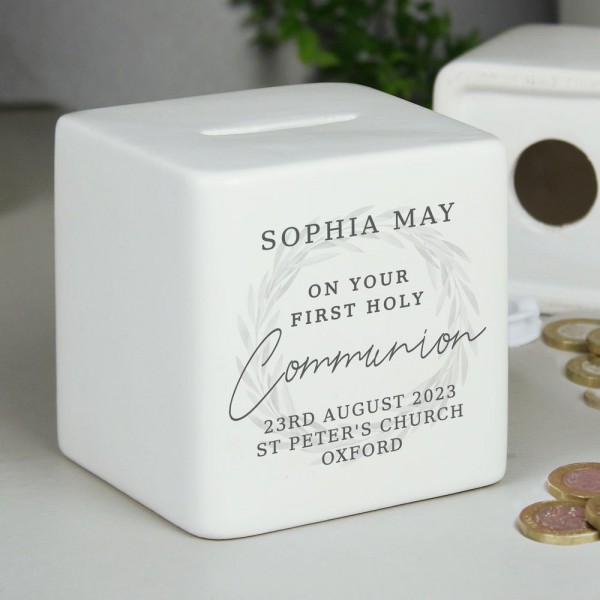 SOPHIA MAY
ON YOUR
FIRST HOLY
Communion
23RD AUGUST 2023
ST PETER'S CHURCH
OXFORD